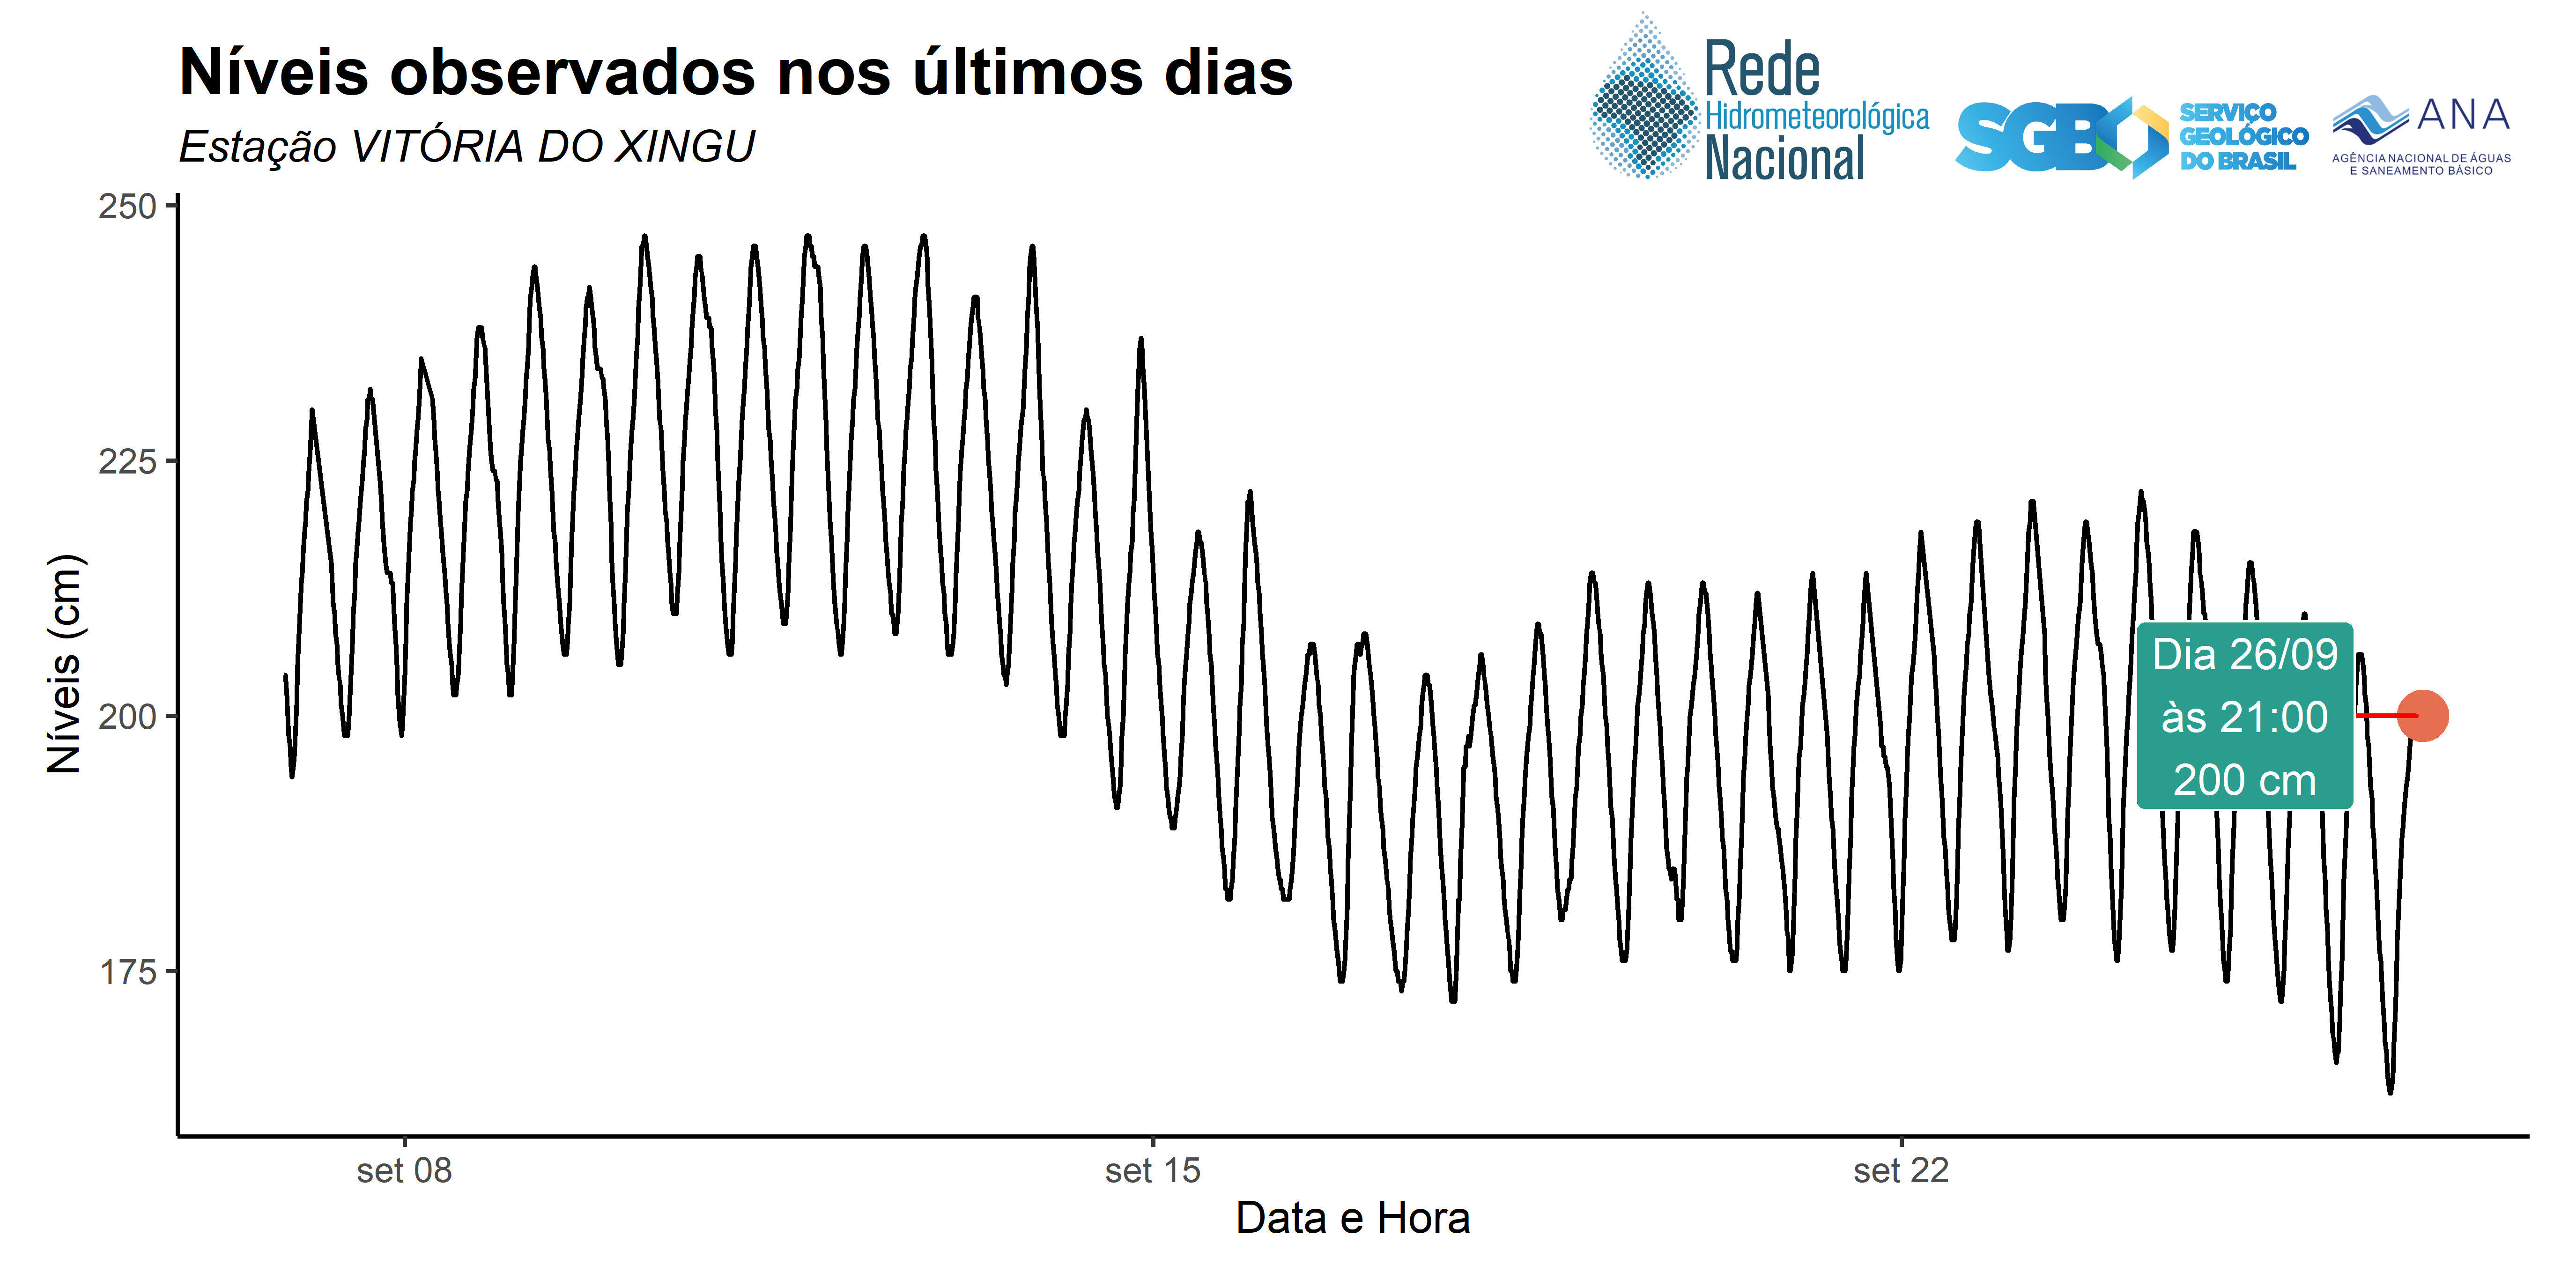 Níveis observados nos últimos dias
Estação VITÓRIA DO XINGU
Rede
Hidrometeorológica
Nacional
SGB
SERVIÇO
GEOLÓGICO
DO BRASIL
ANA
AGÊNCIA NACIONAL DE ÁGUAS
E SANEAMENTO BÁSICO
Níveis (cm)
250
225
200
175
Dia 26/09
às 21:00
200 cm
set 08
set 15
set 22
Data e Hora